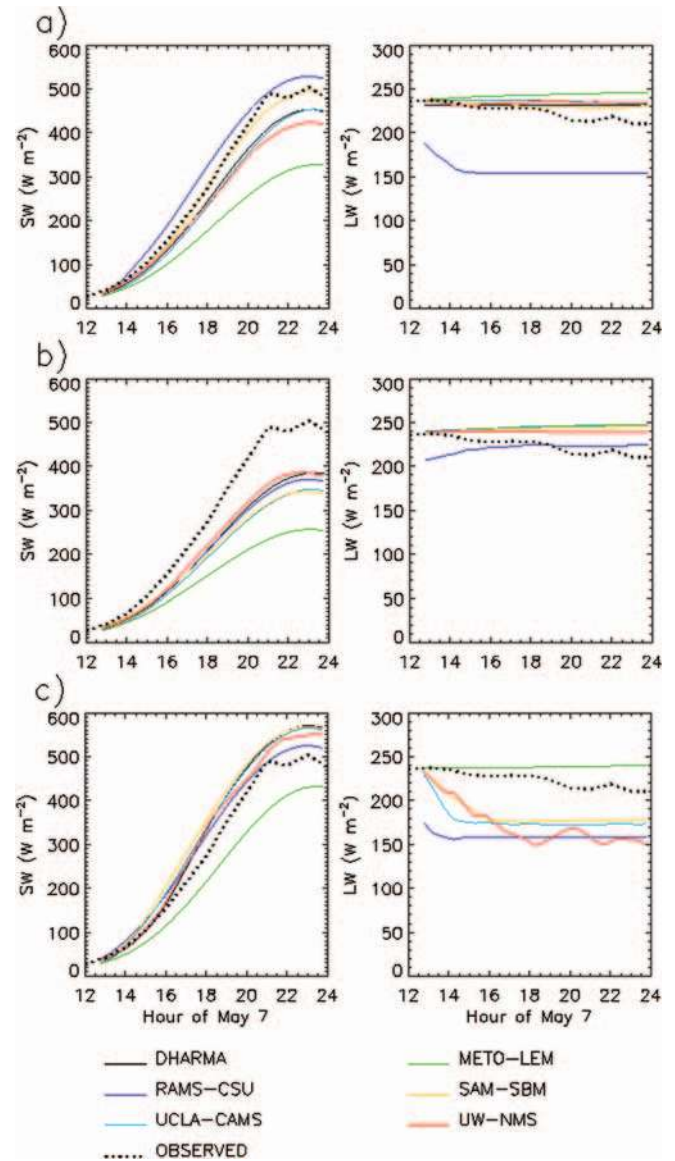 a)
SW (W m⁻²)
600
500
400
300
200
100
0
12 14 16 18 20 22 24
LW (W m⁻²)
300
250
200
150
100
50
0
12 14 16 18 20 22 24
b)
SW (W m⁻²)
600
500
400
300
200
100
0
12 14 16 18 20 22 24
LW (W m⁻²)
300
250
200
150
100
50
0
12 14 16 18 20 22 24
c)
SW (W m⁻²)
600
500
400
300
200
100
0
12 14 16 18 20 22 24
Hour of May 7
LW (W m⁻²)
300
250
200
150
100
50
0
12 14 16 18 20 22 24
Hour of May 7
DHARMA
RAMS-CSU
UCLA-CAMS
OBSERVED
METO-LEM
SAM-SBM
UW-NMS